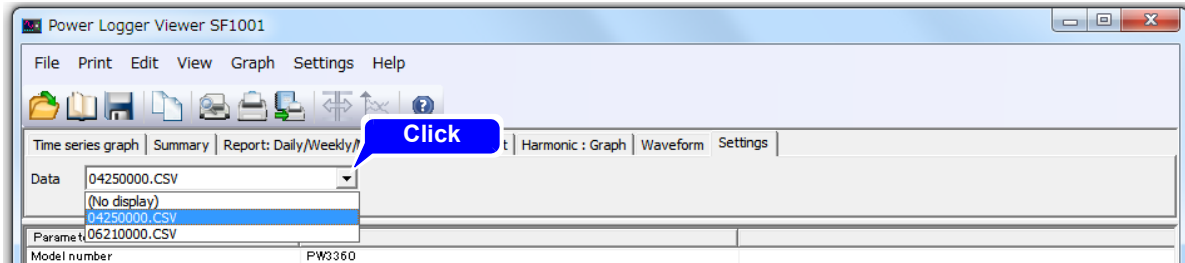 Power Logger Viewer SF1001
File Print Edit View Graph Settings Help
Click
Time series graph Summary Report: Daily/Weekly/ Harmonic : Graph Waveform Settings
Data 04250000.CSV
(No display)
04250000.CSV
06210000.CSV
Model number PW3360